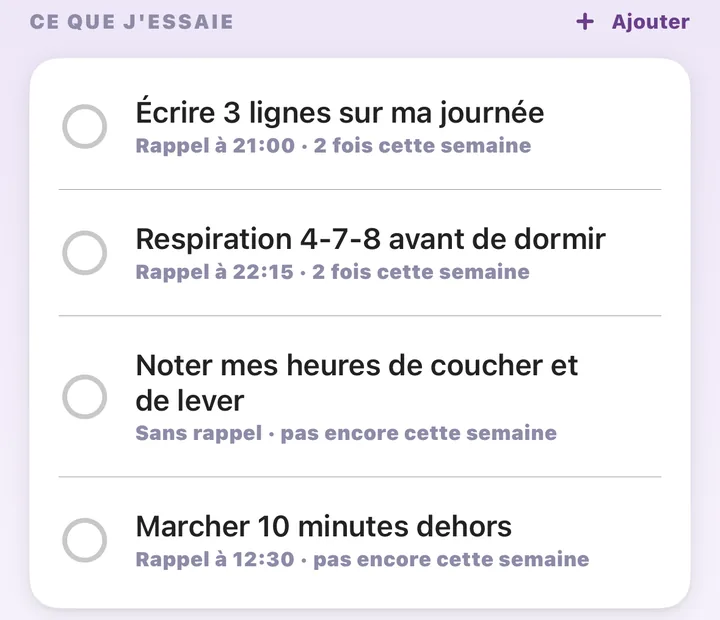 CE QUE J'ESSAIE
+ Ajouter
Écrire 3 lignes sur ma journée
Rappel à 21:00 · 2 fois cette semaine
Respiration 4-7-8 avant de dormir
Rappel à 22:15 · 2 fois cette semaine
Noter mes heures de coucher et
de lever
Sans rappel · pas encore cette semaine
Marcher 10 minutes dehors
Rappel à 12:30 · pas encore cette semaine